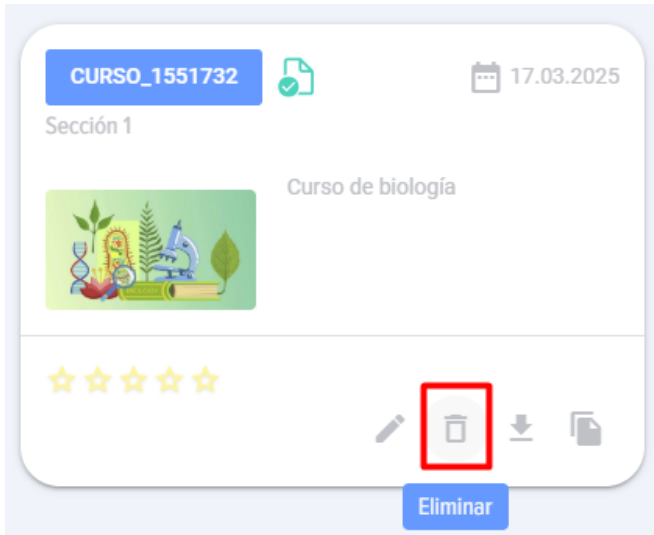 CURSO_1551732
17.03.2025
Sección 1
Curso de biología
Eliminar